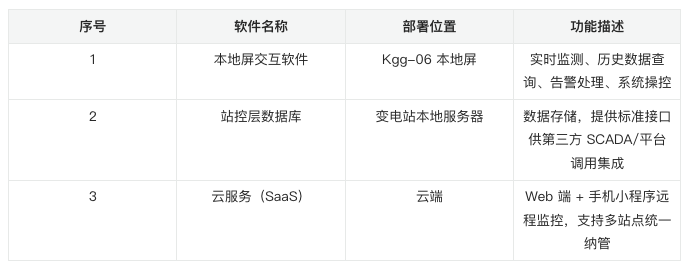 序号 软件名称 部署位置 功能描述
1 本地屏交互软件 Kgg-06 本地屏 实时监测、历史数据查
询、告警处理、系统操控
2 站控层数据库 变电站本地服务器 数据存储，提供标准接口
供第三方 SCADA/平台
调用集成
3 云服务（SaaS） 云端 Web 端 + 手机小程序远
程监控，支持多站点统一
纳管